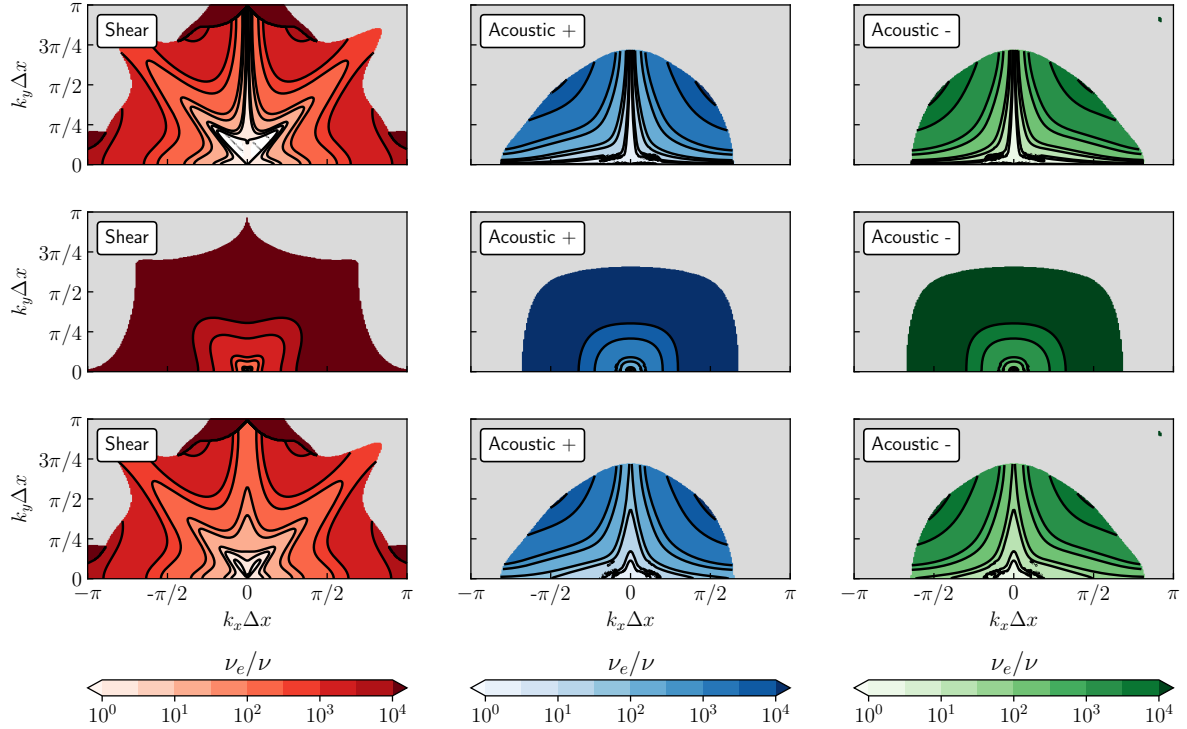 π
3π/4
π/2
π/4
0
k_yΔx
Shear
Acoustic +
Acoustic -
π
3π/4
π/2
π/4
0
k_yΔx
Shear
Acoustic +
Acoustic -
π
3π/4
π/2
π/4
0
k_yΔx
Shear
Acoustic +
Acoustic -
−π -π/2 0 π/2 π
−π -π/2 0 π/2 π
−π -π/2 0 π/2 π
k_xΔx k_xΔx k_xΔx
ν_e/ν ν_e/ν ν_e/ν
10^0 10^1 10^2 10^3 10^4
10^0 10^1 10^2 10^3 10^4
10^0 10^1 10^2 10^3 10^4